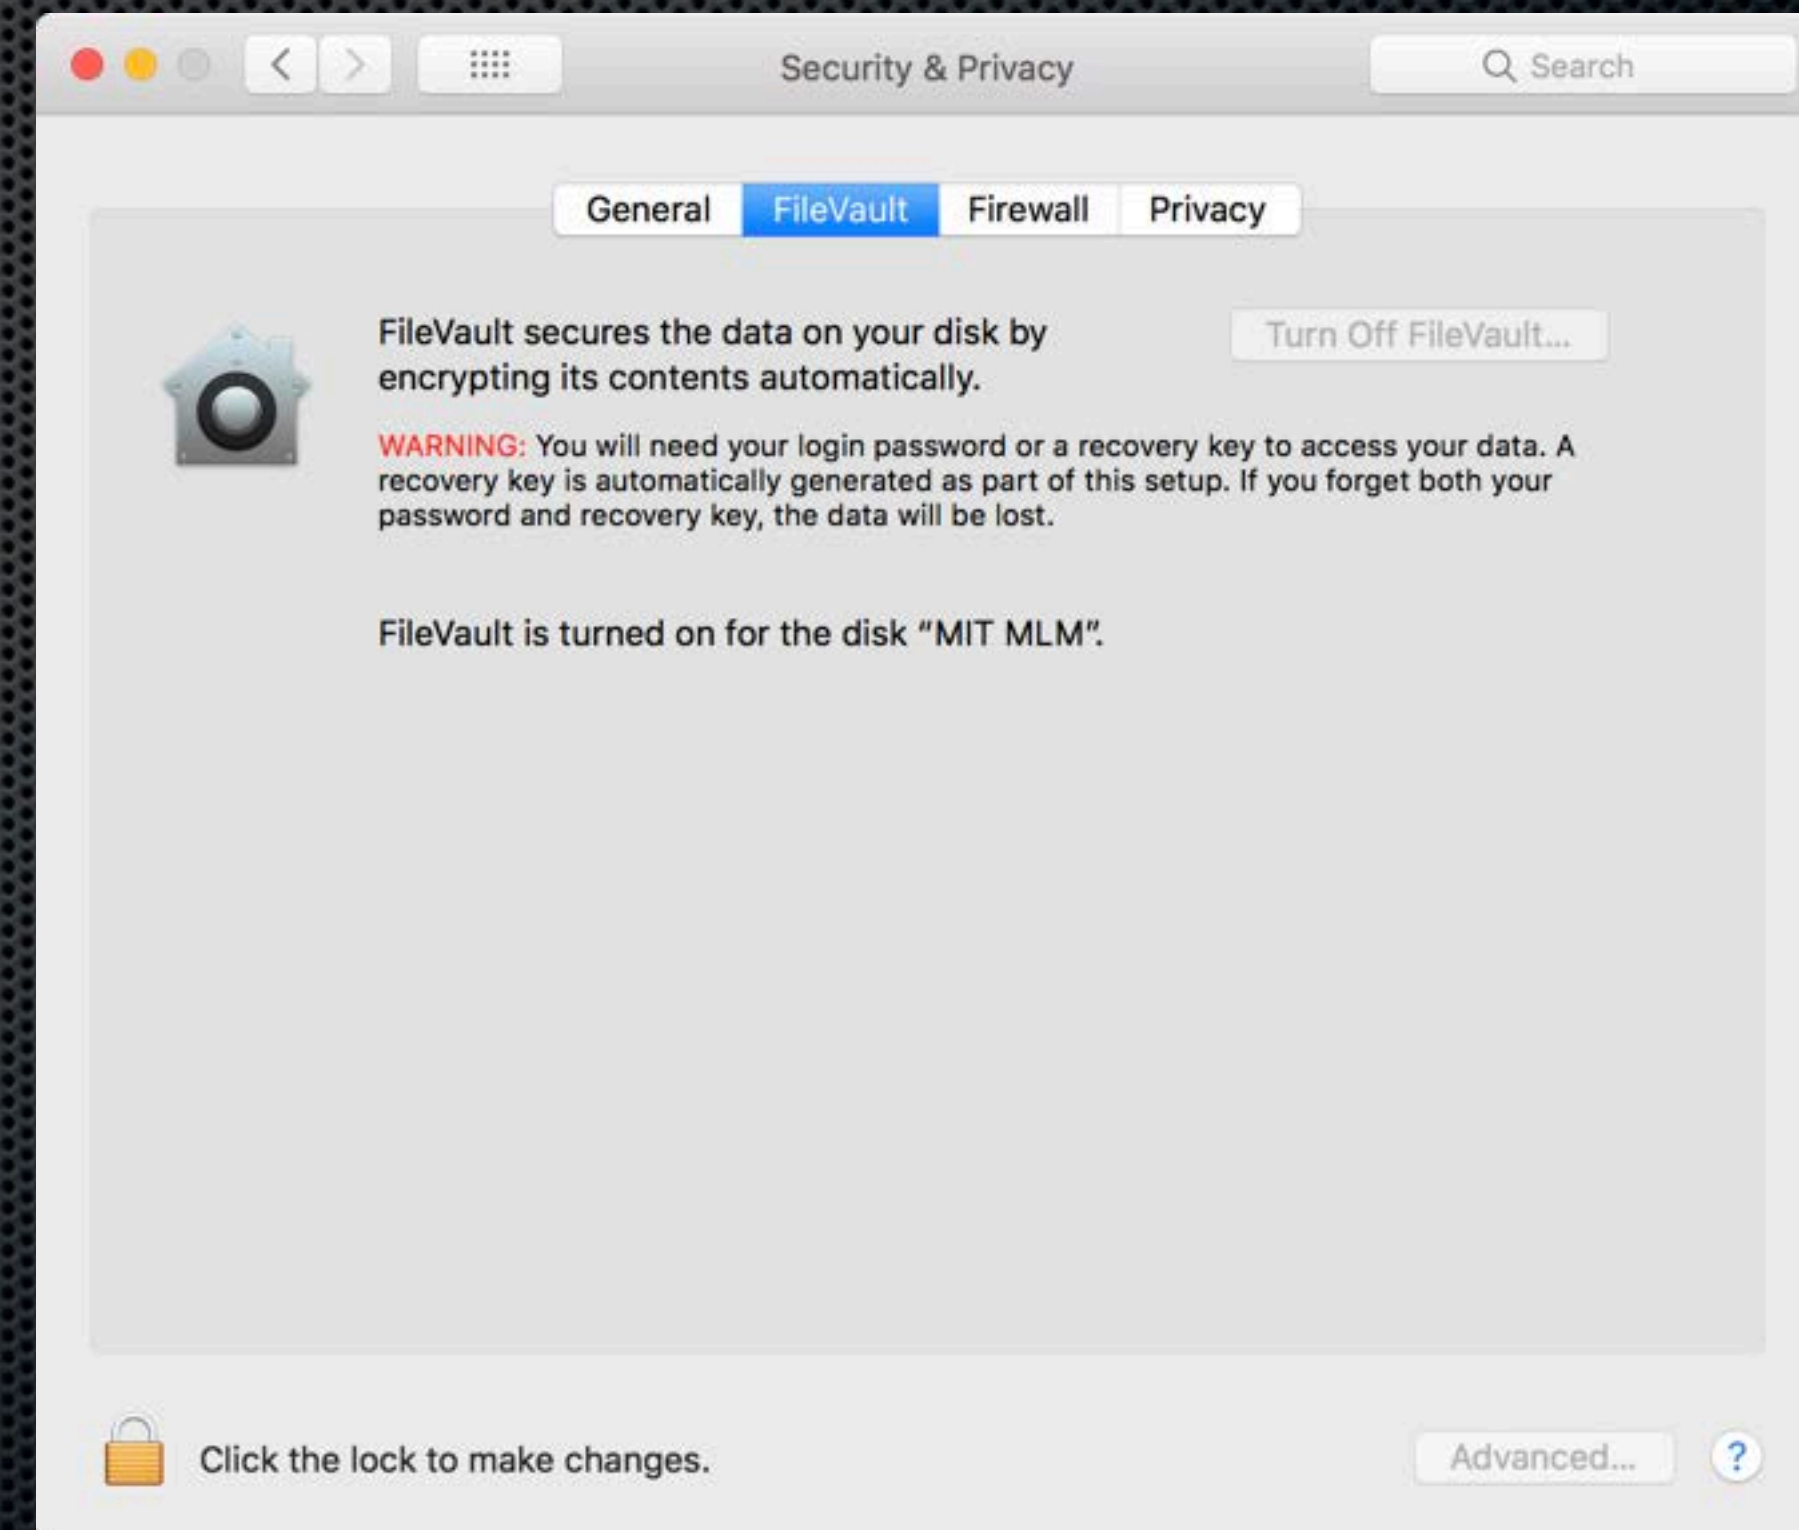 Security & Privacy
Search
General FileVault Firewall Privacy
FileVault secures the data on your disk by
encrypting its contents automatically.
Turn Off FileVault...
WARNING: You will need your login password or a recovery key to access your data. A
recovery key is automatically generated as part of this setup. If you forget both your
password and recovery key, the data will be lost.
FileVault is turned on for the disk “MIT MLM”.
Click the lock to make changes.
Advanced...
?